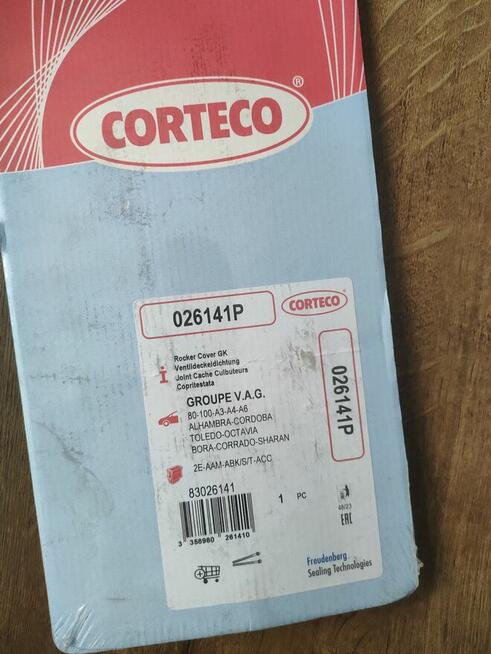 CORTECO®
026141P
CORTECO
Rocker Cover GK
Ventildeckeldichtung
Joint Cache Culbuteurs
Copritestata
GROUPE V.A.G.
80-100-A3-A4-A6
ALHAMBRA-CORDOBA
TOLEDO-OCTAVIA
BORA-CORRADO-SHARAN
026141P
2E-AAM-ABK/S/T-ACC
83026141
1 PC
48/23
EAC
3 358960 261410
Freudenberg
Sealing Technologies